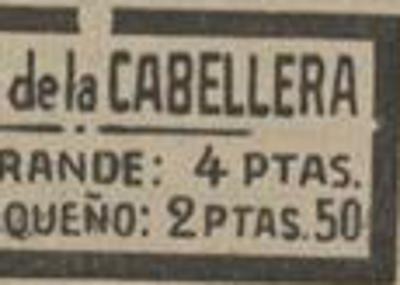 de la CABELLERA
RANDE: 4 PTAS.
QUEÑO: 2 PTAS. 50